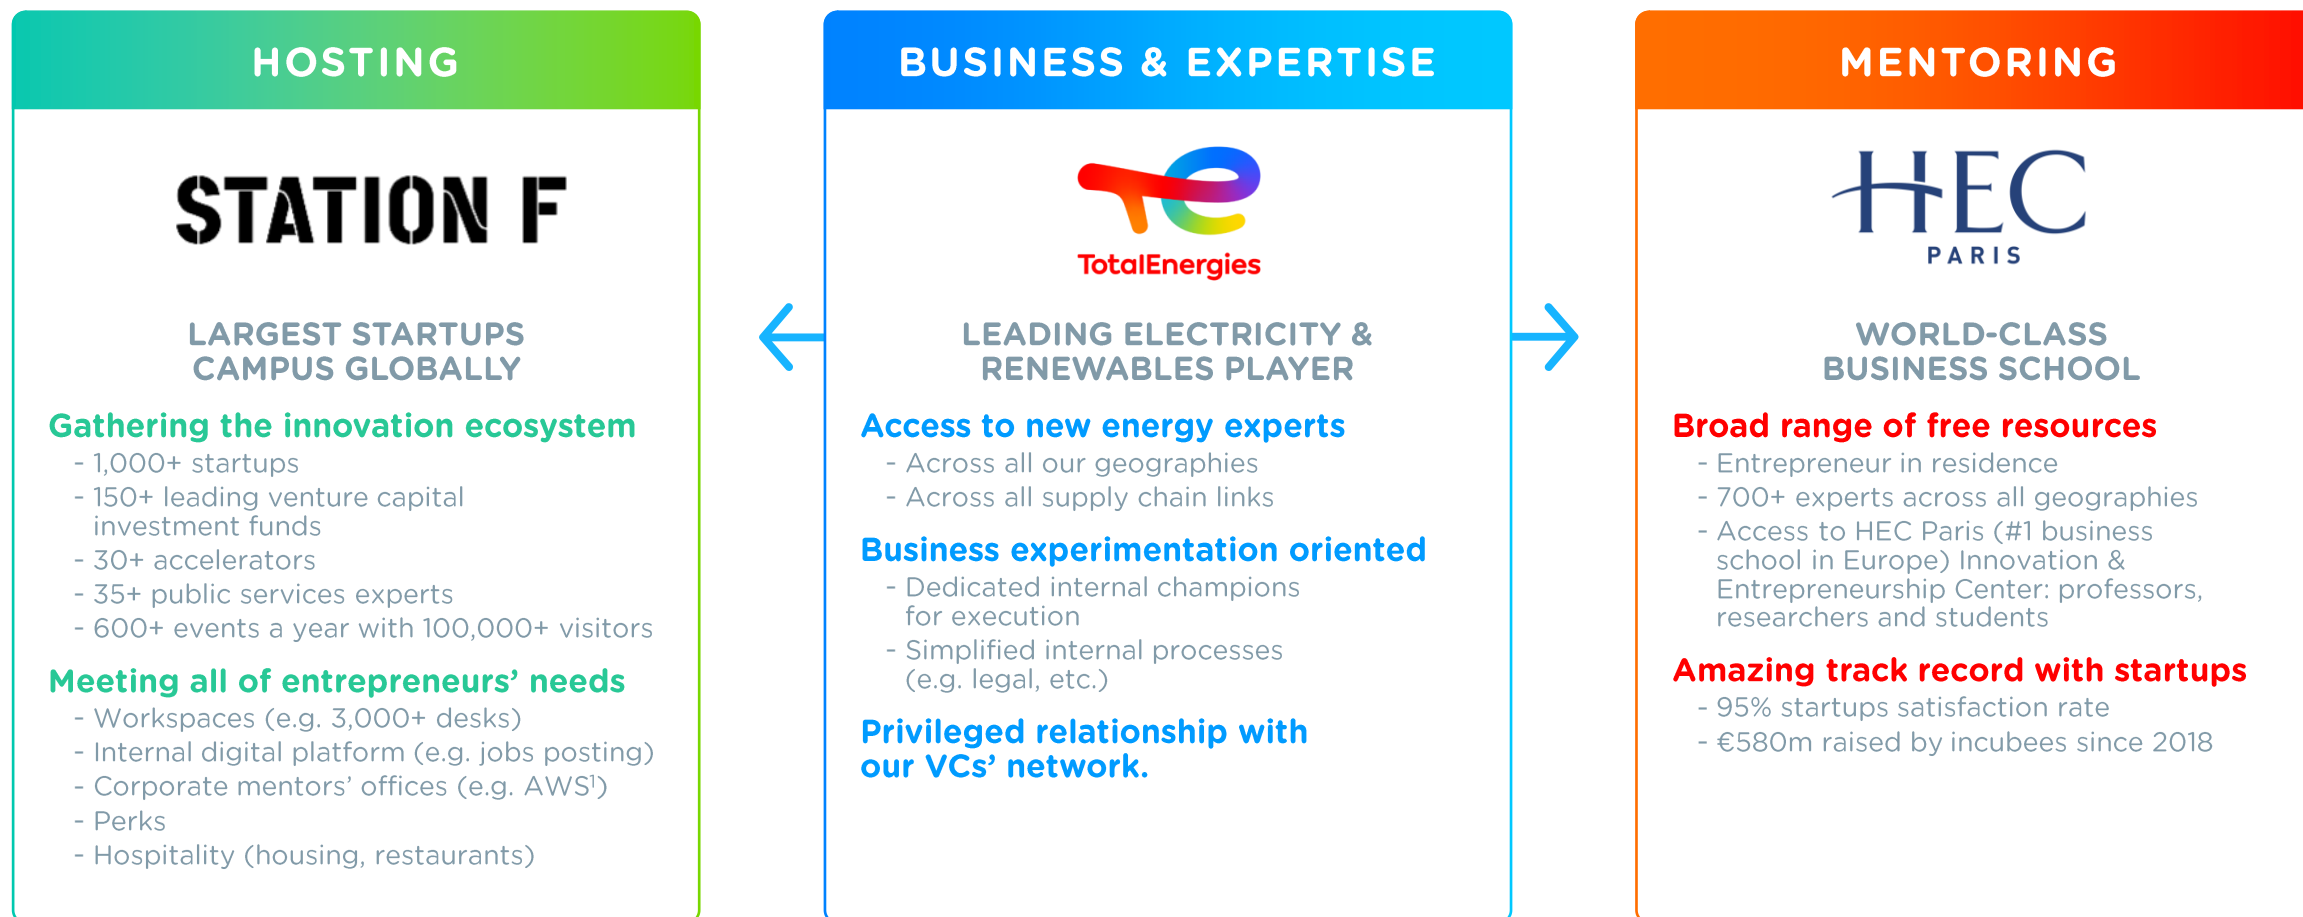 HOSTING
STATION F
LARGEST STARTUPS
CAMPUS GLOBALLY
Gathering the innovation ecosystem
- 1,000+ startups
- 150+ leading venture capital
investment funds
- 30+ accelerators
- 35+ public services experts
- 600+ events a year with 100,000+ visitors
Meeting all of entrepreneurs’ needs
- Workspaces (e.g. 3,000+ desks)
- Internal digital platform (e.g. jobs posting)
- Corporate mentors’ offices (e.g. AWS¹)
- Perks
- Hospitality (housing, restaurants)
BUSINESS & EXPERTISE
TotalEnergies
LEADING ELECTRICITY &
RENEWABLES PLAYER
Access to new energy experts
- Across all our geographies
- Across all supply chain links
Business experimentation oriented
- Dedicated internal champions
for execution
- Simplified internal processes
(e.g. legal, etc.)
Privileged relationship with
our VCs’ network.
MENTORING
HEC
PARIS
WORLD-CLASS
BUSINESS SCHOOL
Broad range of free resources
- Entrepreneur in residence
- 700+ experts across all geographies
- Access to HEC Paris (#1 business
school in Europe) Innovation &
Entrepreneurship Center: professors,
researchers and students
Amazing track record with startups
- 95% startups satisfaction rate
- €580m raised by incubees since 2018